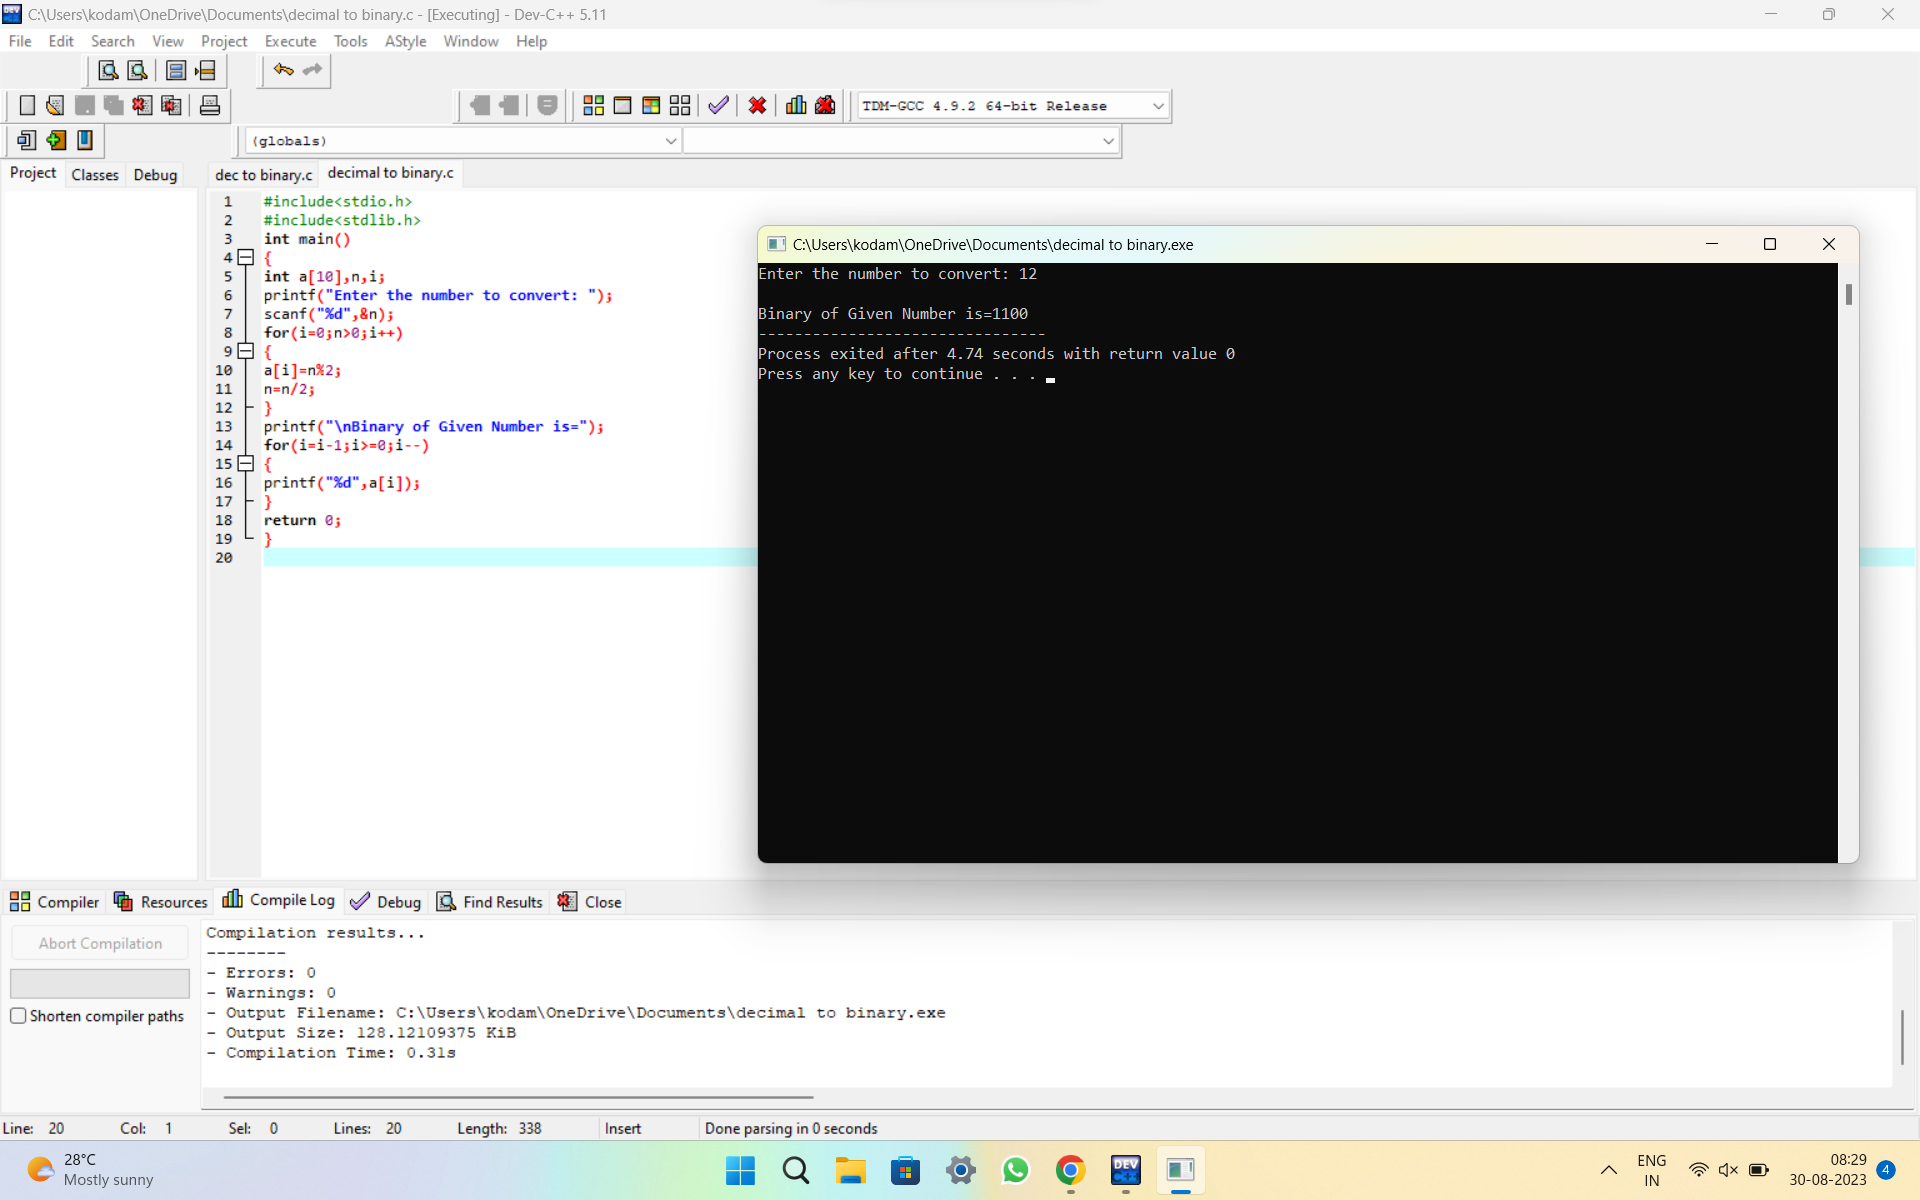 C:\Users\kodam\OneDrive\Documents\decimal to binary.c - [Executing] - Dev-C++ 5.11
File Edit Search View Project Execute Tools AStyle Window Help
TDM-GCC 4.9.2 64-bit Release
(globals)
Project Classes Debug
dec to binary.c decimal to binary.c
1 #include<stdio.h>
2 #include<stdlib.h>
3 int main()
4 {
5 int a[10],n,i;
6 printf("Enter the number to convert: ");
7 scanf("%d",&n);
8 for(i=0;n>0;i++)
9 {
10 a[i]=n%2;
11 n=n/2;
12 }
13 printf("\nBinary of Given Number is=");
14 for(i=i-1;i>=0;i--)
15 {
16 printf("%d",a[i]);
17 }
18 return 0;
19 }
20
C:\Users\kodam\OneDrive\Documents\decimal to binary.exe
Enter the number to convert: 12
Binary of Given Number is=1100
--------------------------------
Process exited after 4.74 seconds with return value 0
Press any key to continue . . .
Compiler Resources Compile Log Debug Find Results Close
Abort Compilation
Shorten compiler paths
Compilation results...
--------
- Errors: 0
- Warnings: 0
- Output Filename: C:\Users\kodam\OneDrive\Documents\decimal to binary.exe
- Output Size: 128.12109375 KiB
- Compilation Time: 0.31s
Line: 20 Col: 1 Sel: 0 Lines: 20 Length: 338 Insert Done parsing in 0 seconds
28°C
Mostly sunny
DEV C++
ENG
IN
08:29
30-08-2023
4